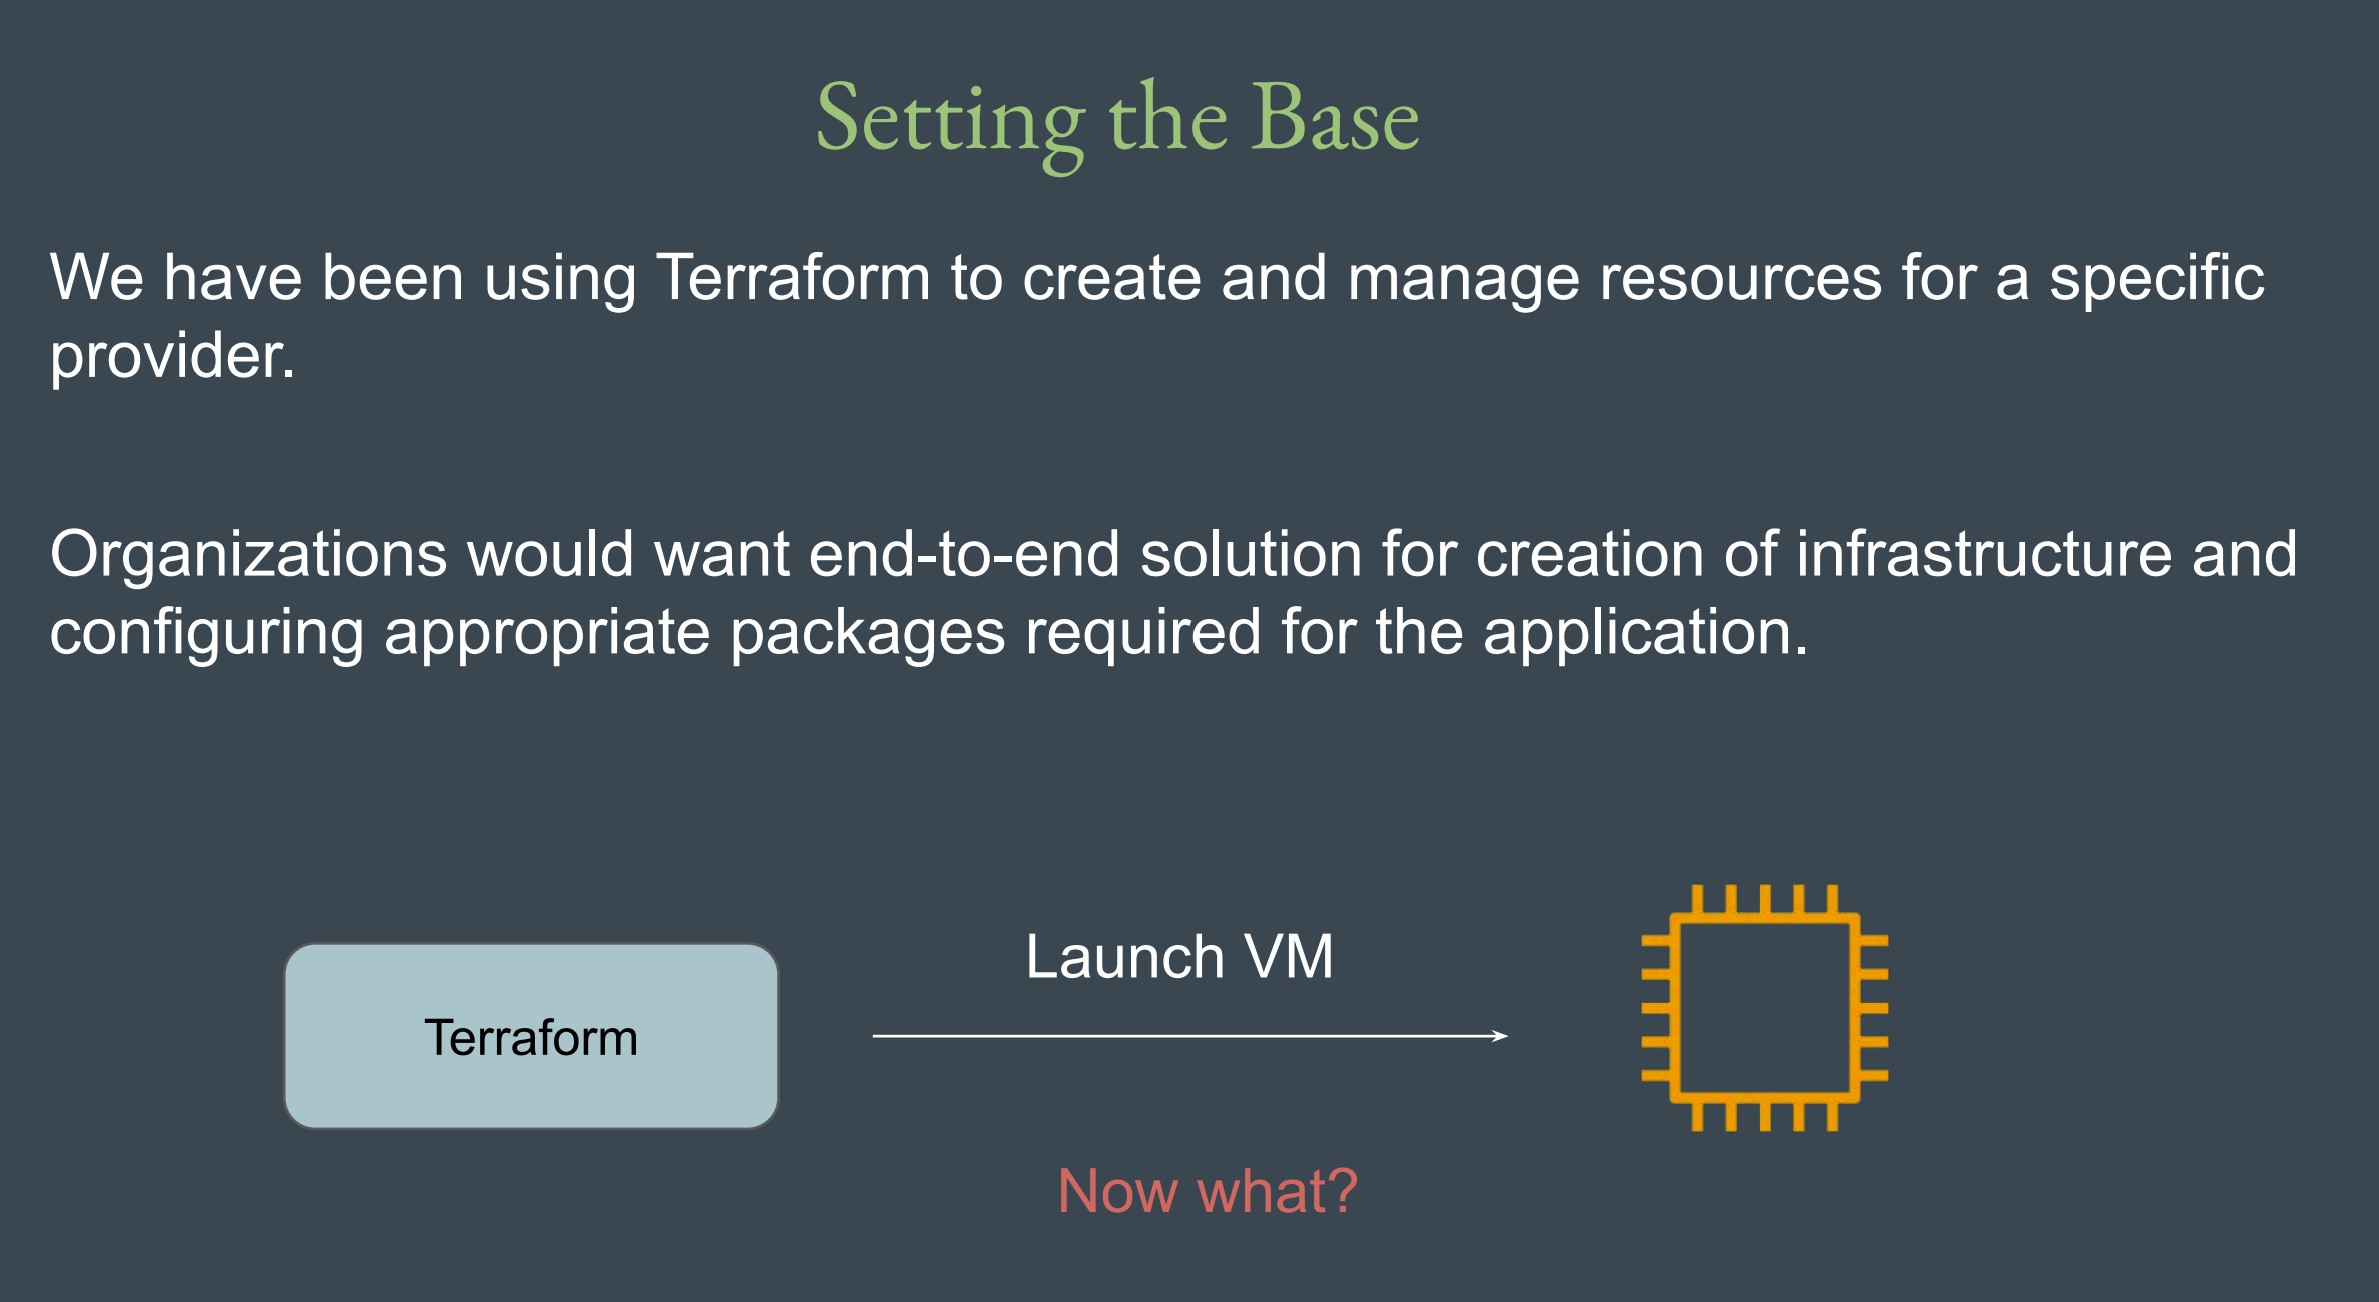 Setting the Base
We have been using Terraform to create and manage resources for a specific
provider.
Organizations would want end-to-end solution for creation of infrastructure and
configuring appropriate packages required for the application.
Launch VM
Terraform
Now what?